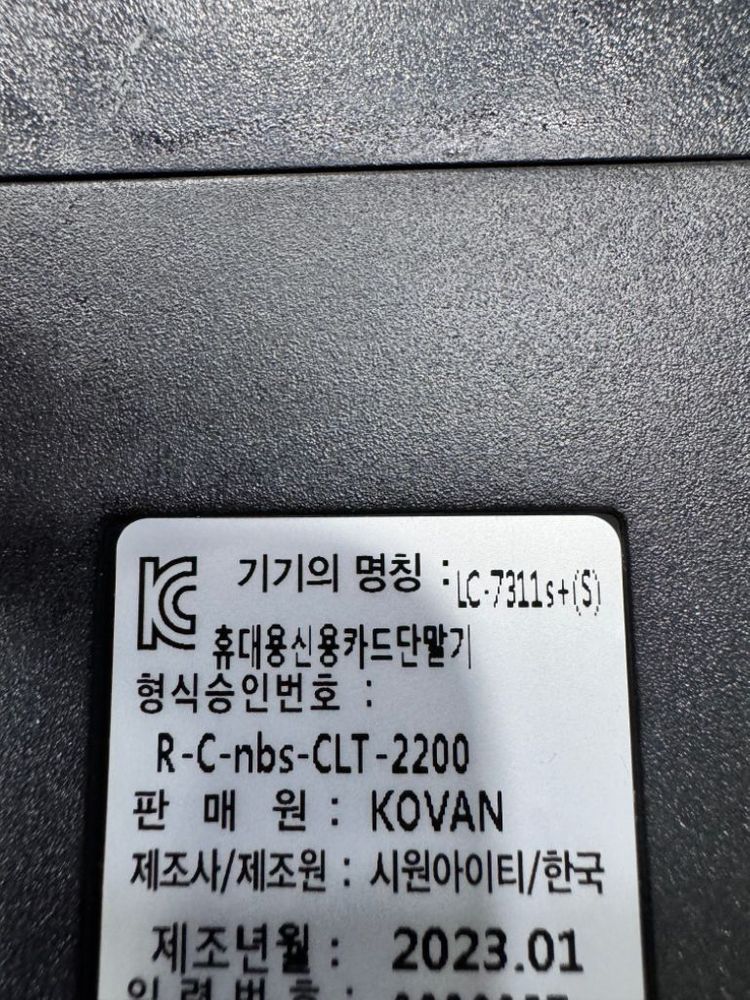 기기의 명칭 : LC-7311s+(S)
휴대용신용카드단말기
형식승인번호 :
R-C-nbs-CLT-2200
판 매 원 : KOVAN
제조사/제조원 : 시원아이티/한국
제조년월 : 2023.01